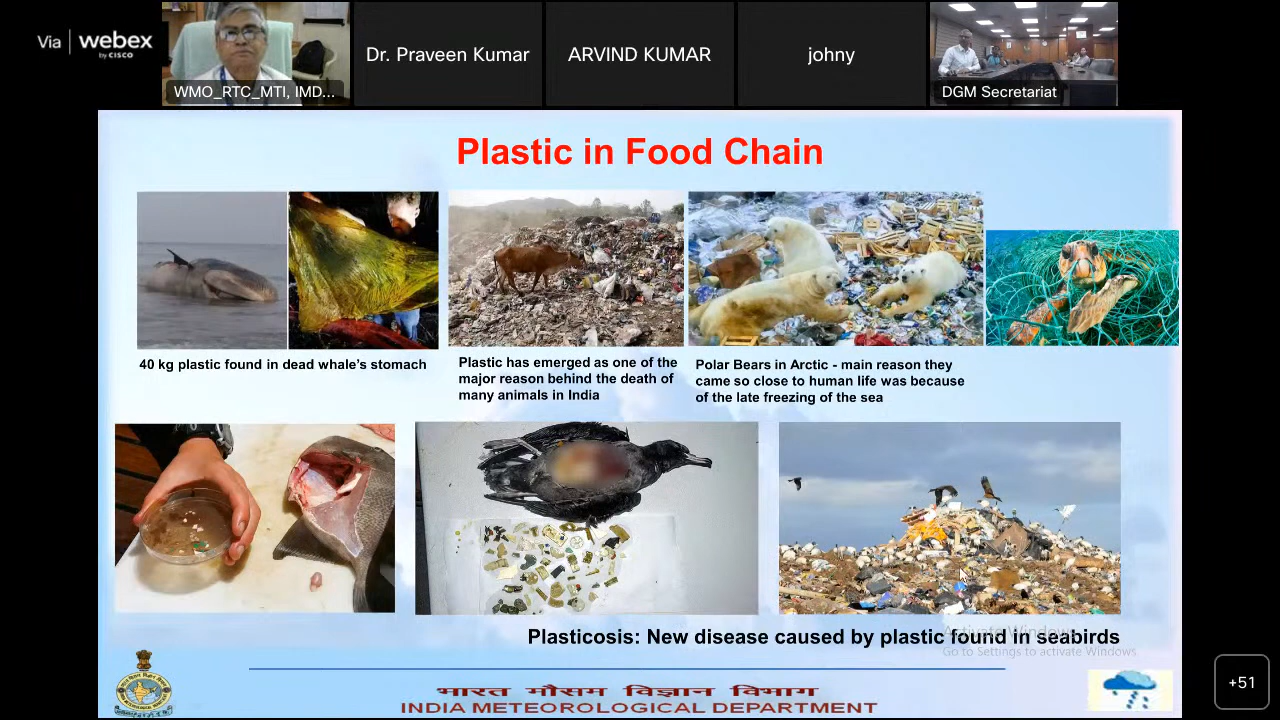 Via webex
by CISCO
WMO_RTC_MTI, IMD...
Dr. Praveen Kumar
ARVIND KUMAR
johny
DGM Secretariat
Plastic in Food Chain
40 kg plastic found in dead whale's stomach
Plastic has emerged as one of the
major reason behind the death of
many animals in India
Polar Bears in Arctic - main reason they
came so close to human life was because
of the late freezing of the sea
Plasticosis: New disease caused by plastic found in seabirds
Activate Windows
Go to Settings to activate Windows
भारत मौसम विज्ञान विभाग
INDIA METEOROLOGICAL DEPARTMENT
+51